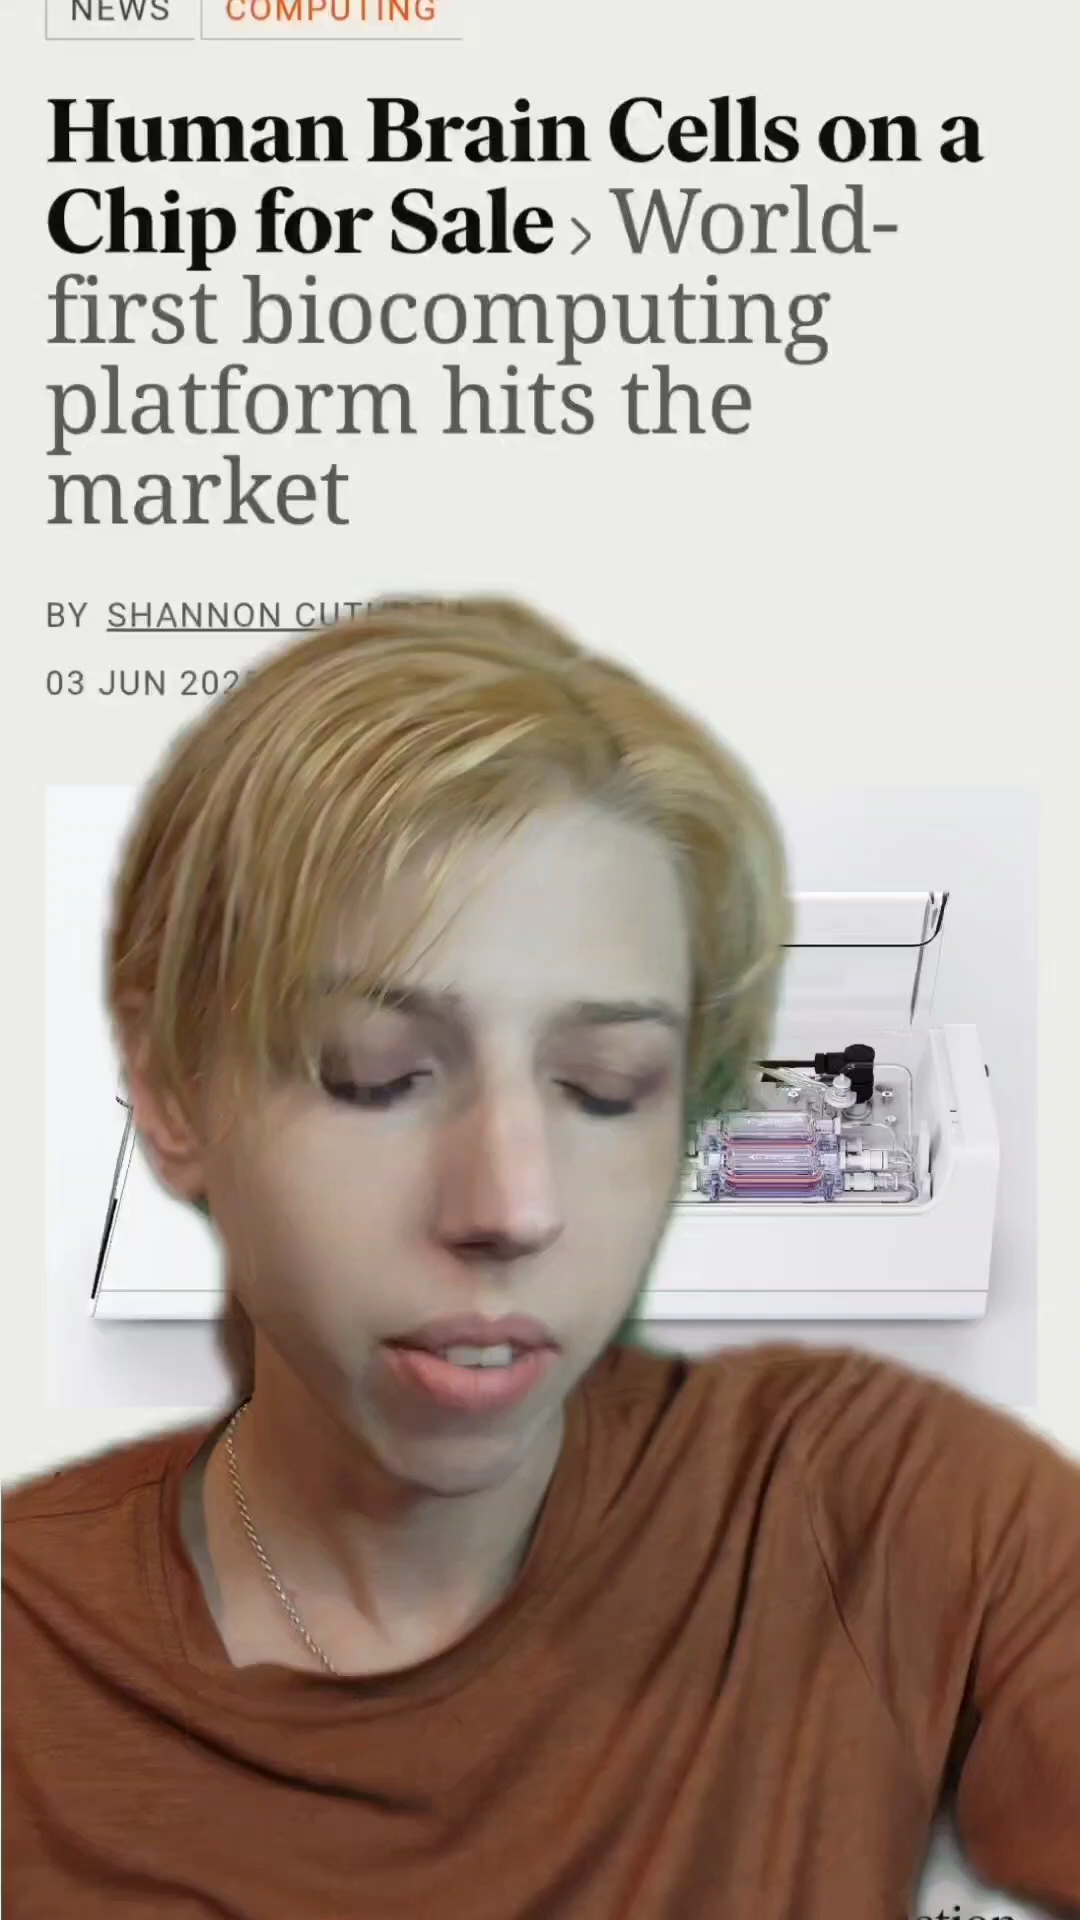 NEWS COMPUTING
Human Brain Cells on a
Chip for Sale › World-
first biocomputing
platform hits the
market
BY SHANNON
03 JUN